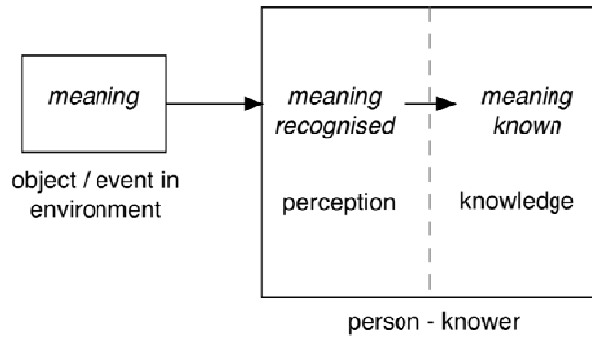 meaning
object / event in
environment
meaning
recognised
perception
meaning
known
knowledge
person - knower